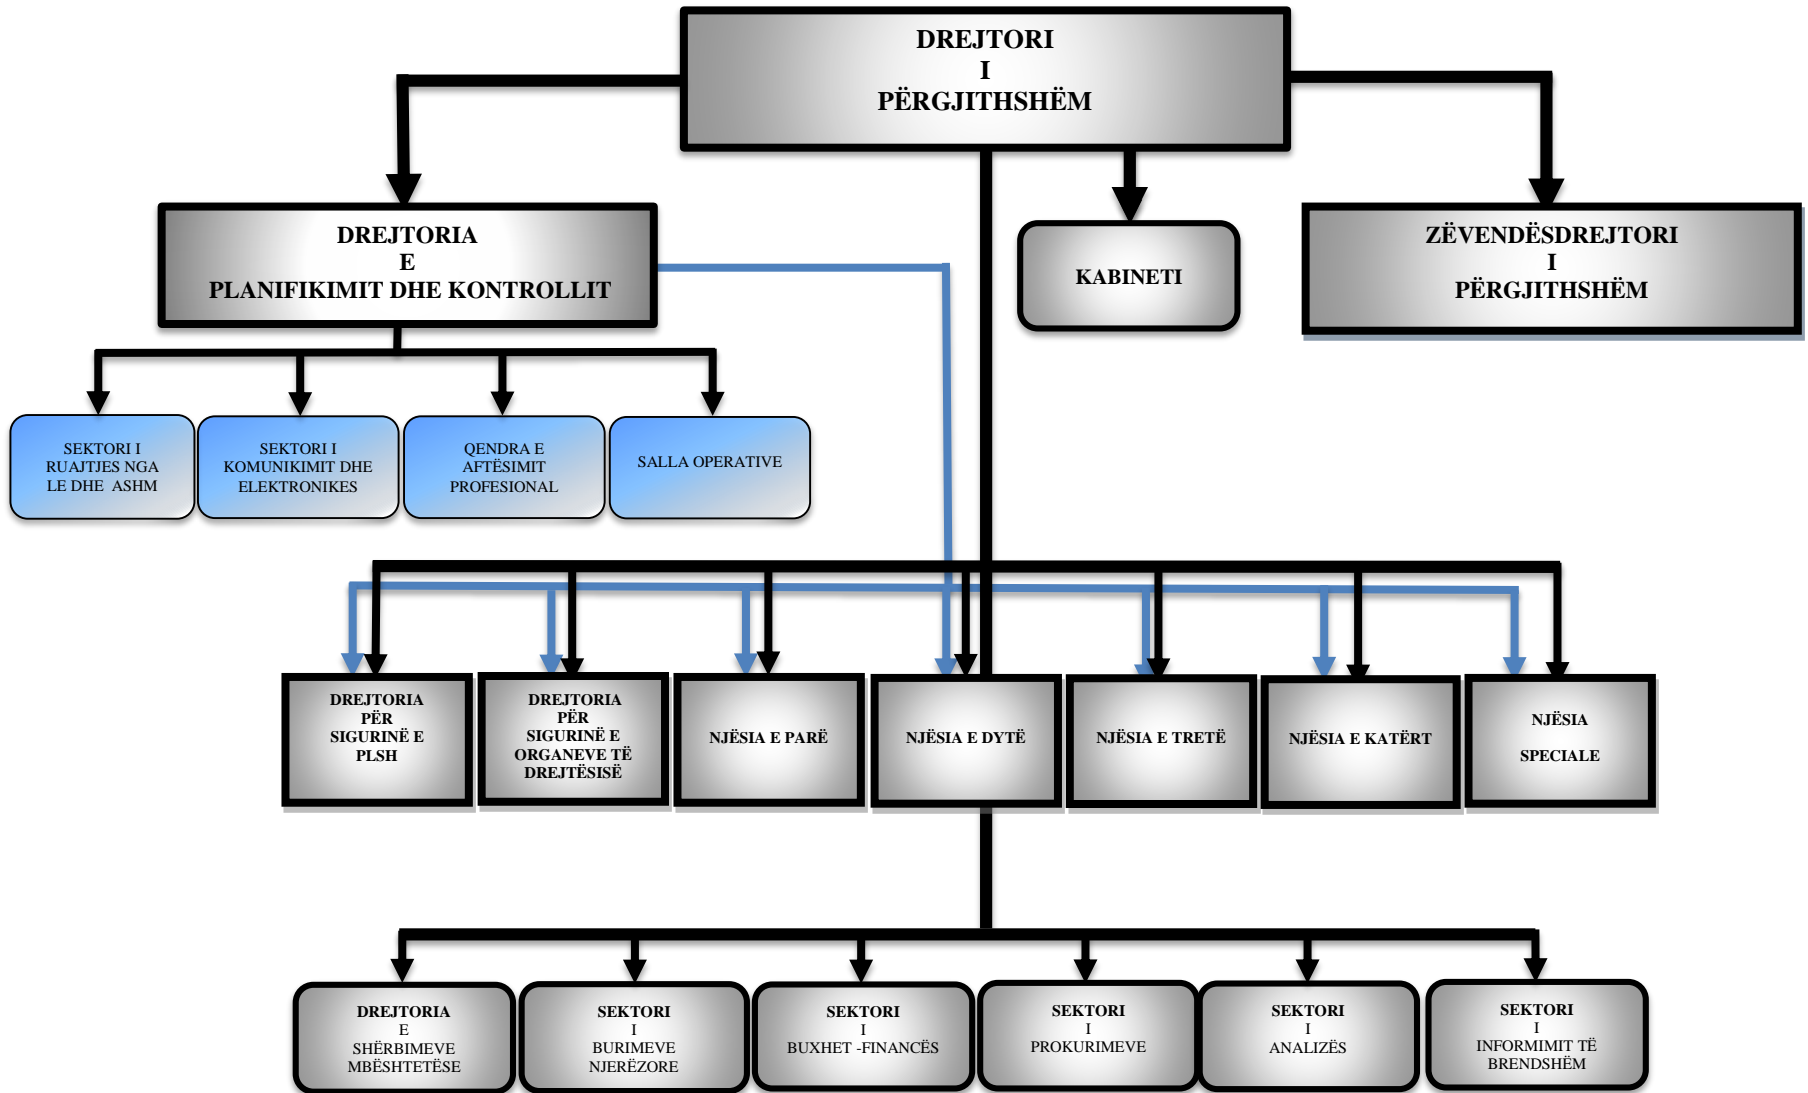 DREJTORI
I
PËRGJITHSHËM
DREJTORIA
E
PLANIFIKIMIT DHE KONTROLLIT
KABINETI
ZËVENDËSDREJTORI
I
PËRGJITHSHËM
SEKTORI I
RUAJTJES NGA
LE DHE ASHM
SEKTORI I
KOMUNIKIMIT DHE
ELEKTRONIKES
QENDRA E
AFTËSIMIT
PROFESIONAL
SALLA OPERATIVE
DREJTORIA
PËR
SIGURINË E
PLSH
DREJTORIA
PËR
SIGURINË E
ORGANEVE TË
DREJTËSISË
NJËSIA E PARË
NJËSIA E DYTË
NJËSIA E TRETË
NJËSIA E KATËRT
NJËSIA
SPECIALE
DREJTORIA
E
SHËRBIMEVE
MBËSHTETËSE
SEKTORI
I
BURIMEVE
NJERËZORE
SEKTORI
I
BUXHET -FINANCËS
SEKTORI
I
PROKURIMEVE
SEKTORI
I
ANALIZËS
SEKTORI
I
INFORMIMIT TË
BRENDSHËM